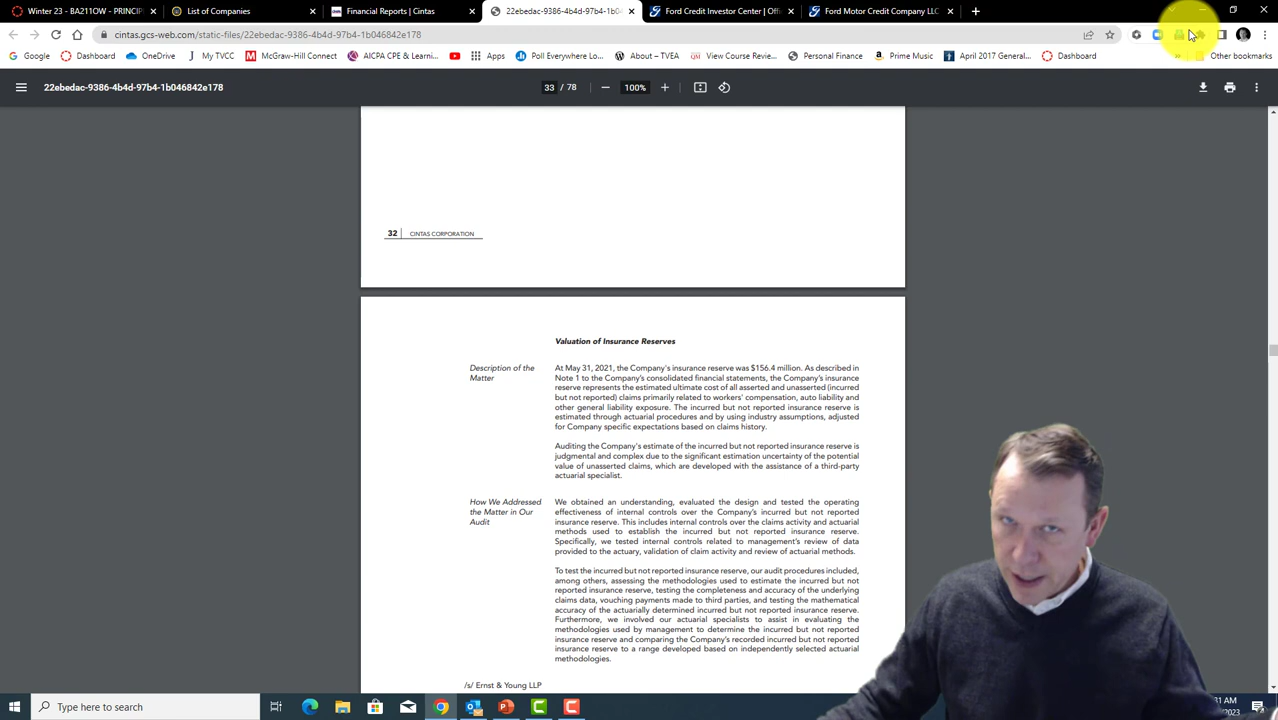 Winter 23 - BA211OW - PRINCIP
List of Companies
Financial Reports | Cintas
22ebedac-9386-4b4d-97b4-1b0
Ford Credit Investor Center | Off
Ford Motor Credit Company LLC
cintas.gcs-web.com/static-files/22ebedac-9386-4b4d-97b4-1b046842e178
Google
Dashboard
OneDrive
My TVCC
McGraw-Hill Connect
AICPA CPE & Learni...
Apps
Poll Everywhere Lo...
About – TVEA
Course Revie...
Personal Finance
Prime Music
April 2017 General...
Dashboard
Other bookmarks
22ebedac-9386-4b4d-97b4-1b046842e178
33 / 78
100%
32 CINTAS CORPORATION
Valuation of Insurance Reserves
Description of the
Matter
At May 31, 2021, the Company's insurance reserve was $156.4 million. As described in
Note 1 to the Company's consolidated financial statements, the Company's insurance
reserve represents the estimated ultimate cost of all asserted and unasserted (incurred
but not reported) claims primarily related to workers' compensation, auto liability and
other general liability exposure. The incurred but not reported insurance reserve is
estimated through actuarial procedures and by using industry assumptions, adjusted
for Company specific expectations based on claims history.
Auditing the Company's estimate of the incurred but not reported insurance reserve is
judgmental and complex due to the significant estimation uncertainty of the potential
value of unasserted claims, which are developed with the assistance of a third-party
actuarial specialist.
How We Addressed
the Matter in Our
Audit
We obtained an understanding, evaluated the design and tested the operating
effectiveness of internal controls over the Company's incurred but not reported
insurance reserve. This includes internal controls over the claims activity and actuarial
methods used to establish the incurred but not reported insurance reserve.
Specifically, we tested internal controls related to management's review of data
provided to the actuary, validation of claim activity and review of actuarial methods.
To test the incurred but not reported insurance reserve, our audit procedures included,
among others, assessing the methodologies used to estimate the incurred but not
reported insurance reserve, testing the completeness and accuracy of the underlying
claims data, vouching payments made to third parties, and testing the mathematical
accuracy of the actuarially determined incurred but not reported insurance reserve.
Furthermore, we involved our actuarial specialists to assist in evaluating the
methodologies used by management to determine the incurred but not reported
insurance reserve and comparing the Company's recorded incurred but not reported
insurance reserve to a range developed based on independently selected actuarial
methodologies.
/s/ Ernst & Young LLP
Type here to search
31 AM
2023